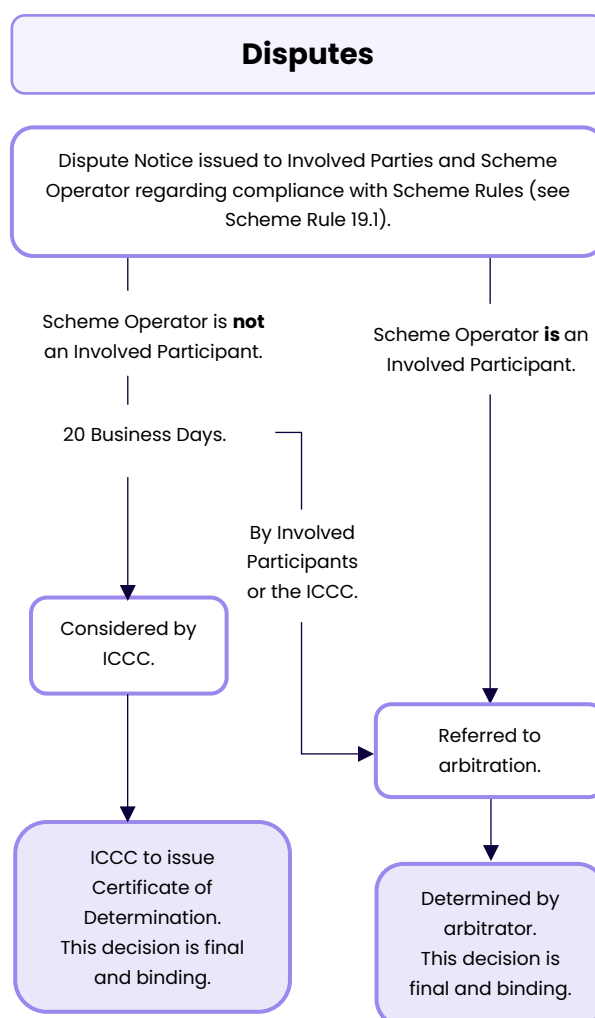 Disputes
Dispute Notice issued to Involved Parties and Scheme
Operator regarding compliance with Scheme Rules (see
Scheme Rule 19.1).
Scheme Operator is not
an Involved Participant.
Scheme Operator is an
Involved Participant.
20 Business Days.
By Involved
Participants
or the ICCC.
Considered by
ICCC.
Referred to
arbitration.
ICCC to issue
Certificate of
Determination.
This decision is final
and binding.
Determined by
arbitrator.
This decision is
final and binding.